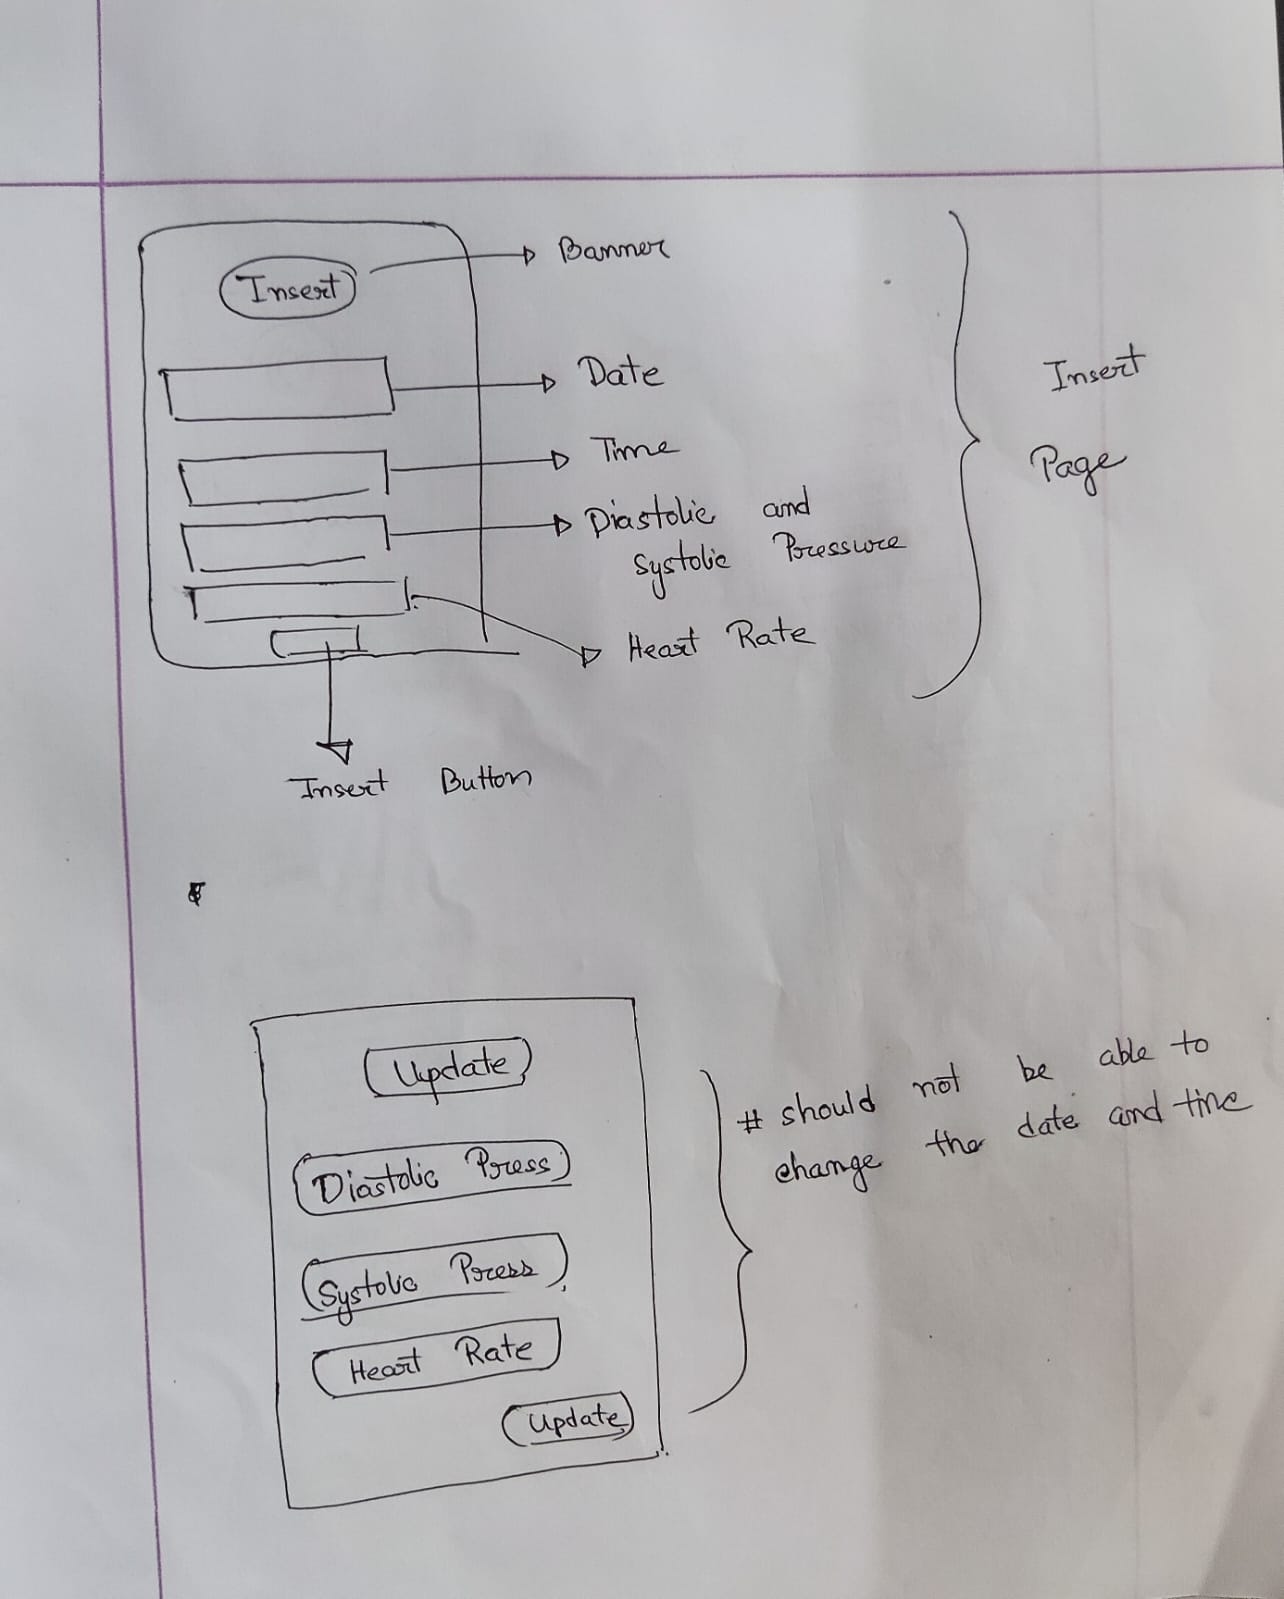 Insert
Banner
Date
Time
Diastolic and
Systolic Pressure
Heart Rate
Insert Button
Insert
Page
Update
Diastolic Press
Systolic Press
Heart Rate
Update
# should not be able to
change the date and time